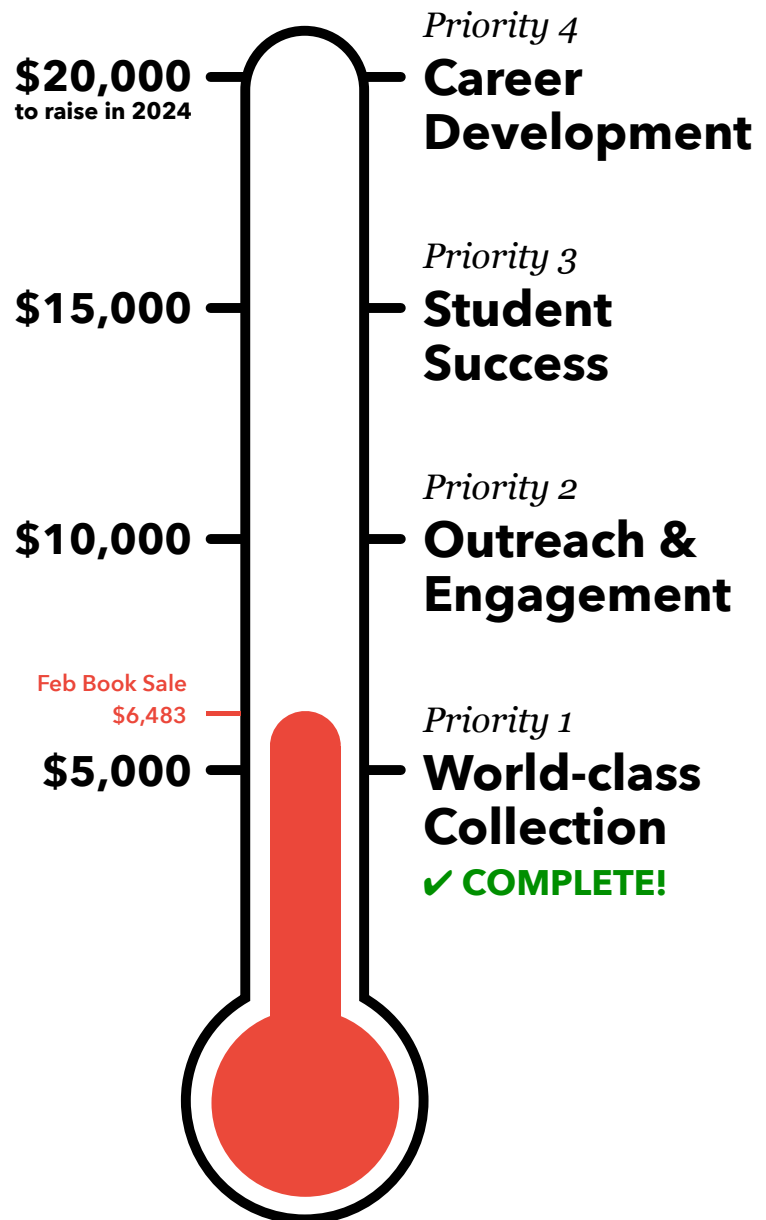 Priority 4
$20,000
to raise in 2024
Career
Development
Priority 3
$15,000
Student
Success
Priority 2
$10,000
Outreach &
Engagement
Feb Book Sale
$6,483
Priority 1
$5,000
World-class
Collection
✔ COMPLETE!